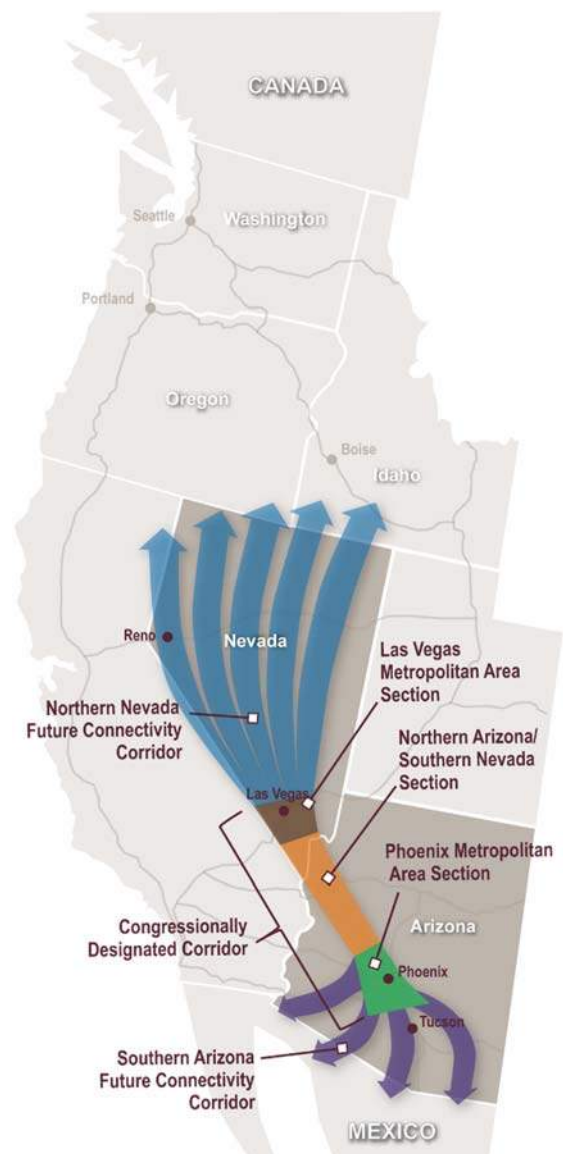 CANADA
Seattle
Washington
Portland
Oregon
Boise
Idaho
Reno
Nevada
Las Vegas
Metropolitan Area
Section
Northern Nevada
Future Connectivity
Corridor
Northern Arizona/
Southern Nevada
Section
Las Vegas
Phoenix Metropolitan
Area Section
Congressionally
Designated Corridor
Arizona
Phoenix
Tucson
Southern Arizona
Future Connectivity
Corridor
MEXICO